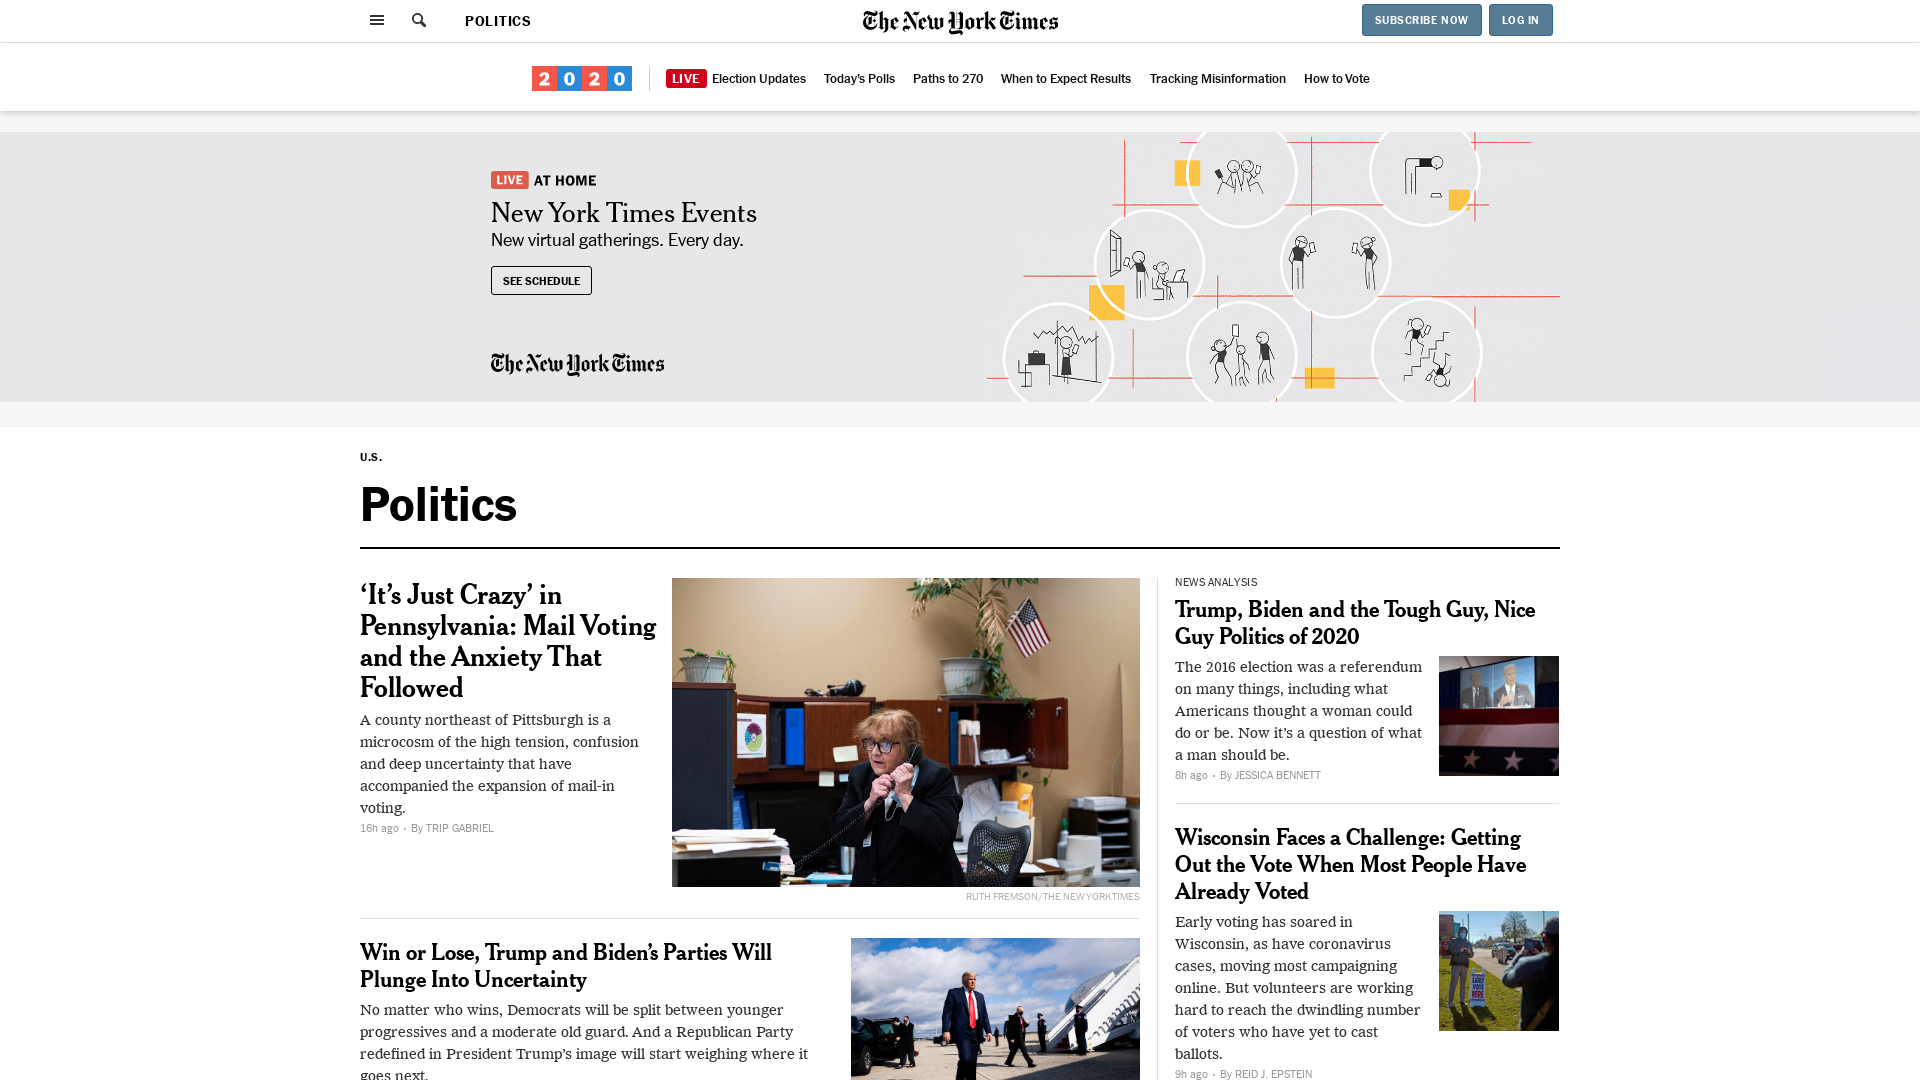 POLITICS
The New York Times
SUBSCRIBE NOW
LOG IN
2020
LIVE Election Updates
Today's Polls
Paths to 270
When to Expect Results
Tracking Misinformation
How to Vote
LIVE AT HOME
New York Times Events
New virtual gatherings. Every day.
SEE SCHEDULE
The New York Times
U.S.
Politics
‘It’s Just Crazy’ in
Pennsylvania: Mail Voting
and the Anxiety That
Followed
A county northeast of Pittsburgh is a
microcosm of the high tension, confusion
and deep uncertainty that have
accompanied the expansion of mail-in
voting.
16h ago · By TRIP GABRIEL
RUTH FREMSON/THE NEW YORK TIMES
Win or Lose, Trump and Biden’s Parties Will
Plunge Into Uncertainty
No matter who wins, Democrats will be split between younger
progressives and a moderate old guard. And a Republican Party
redefined in President Trump’s image will start weighing where it
goes next.
NEWS ANALYSIS
Trump, Biden and the Tough Guy, Nice
Guy Politics of 2020
The 2016 election was a referendum
on many things, including what
Americans thought a woman could
do or be. Now it’s a question of what
a man should be.
8h ago · By JESSICA BENNETT
Wisconsin Faces a Challenge: Getting
Out the Vote When Most People Have
Already Voted
Early voting has soared in
Wisconsin, as have coronavirus
cases, moving most campaigning
online. But volunteers are working
hard to reach the dwindling number
of voters who have yet to cast
ballots.
9h ago · By REID J. EPSTEIN